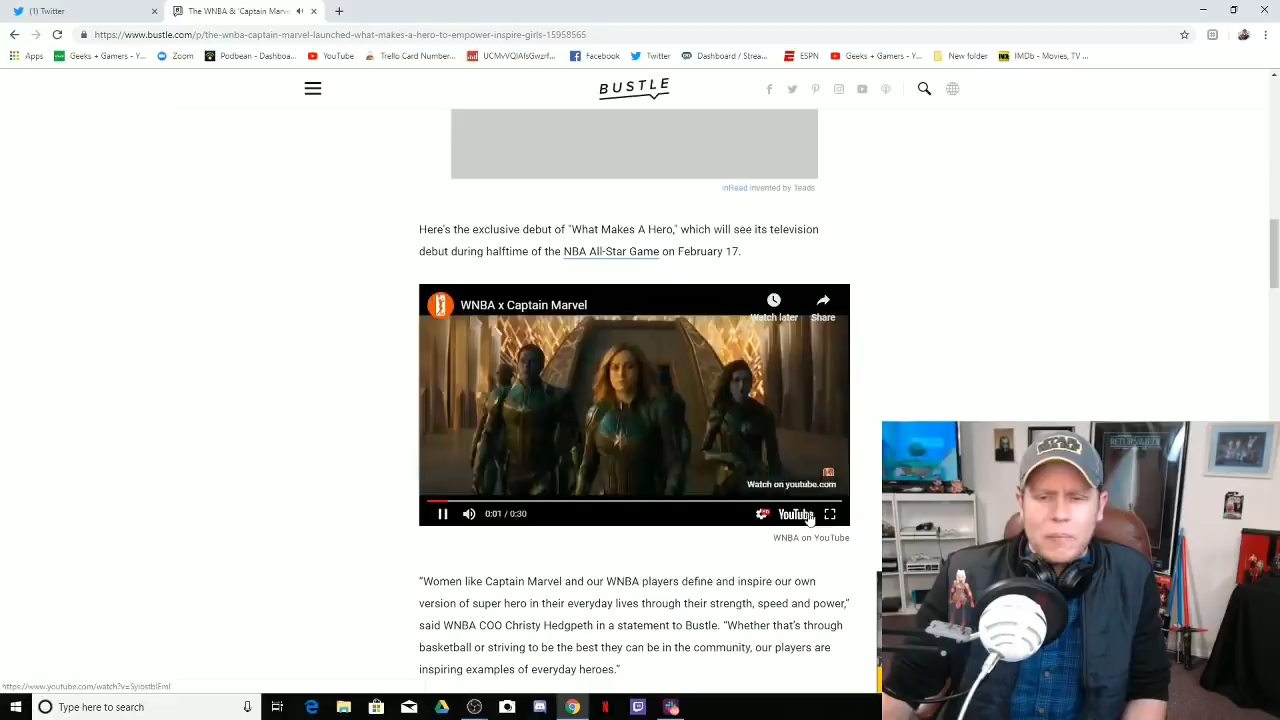 (1) Twitter
The WNBA & 'Captain Marve
https://www.bustle.com/p/the-wnba-captain-marvel-launched-what-makes-a-hero-to-empower-inspire-girls-15958565
Apps
Geeks + Gamers - Y...
Zoom
Podbean - Dashbo...
YouTube
Trello Card Number...
Facebook
Twitter
Dashboard / Strea...
ESPN
Geeks + Gamers - Y...
New folder
IMDb - Movies, TV ...
BUSTLE
inRead invented by Teads
Here's the exclusive debut of "What Makes A Hero," which will see its television
debut during halftime of the NBA All-Star Game on February 17.
WNBA x Captain Marvel
Watch later
Share
Watch on youtube.com
0:01 / 0:30
YouTube
WNBA on YouTube
"Women like Captain Marvel and our WNBA players define and inspire our own
version of super hero in their everyday lives through their strength, speed and power,"
said WNBA COO Christy Hedgpeth in a statement to Bustle. "Whether that's through
basketball or striving to be the best they can be in the community, our players are
inspiring examples of everyday heroes."
STAR WARS
RETURN OF THE JEDI
Type here to search